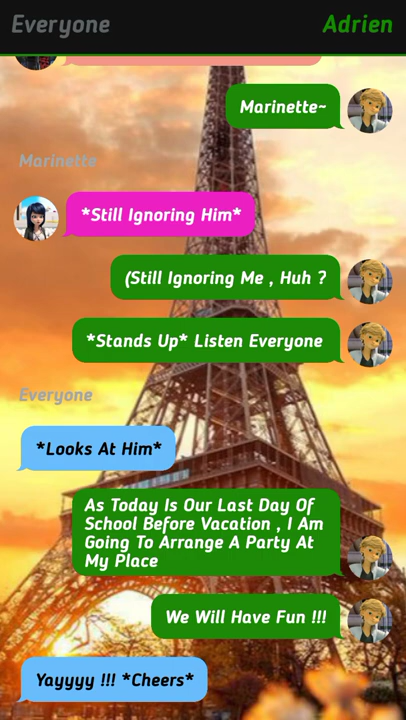 Everyone
Adrien
Marinette~
Marinette
*Still Ignoring Him*
(Still Ignoring Me , Huh ?
*Stands Up* Listen Everyone
Everyone
*Looks At Him*
As Today Is Our Last Day Of
School Before Vacation , I Am
Going To Arrange A Party At
My Place
We Will Have Fun !!!
Yayyyy !!! *Cheers*